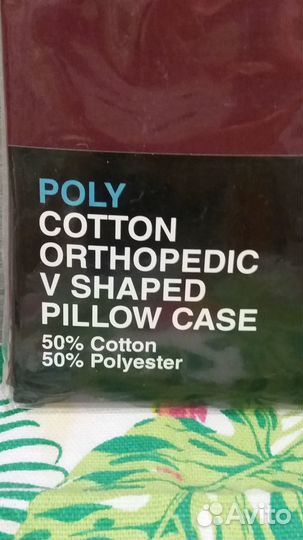 POLY
COTTON
ORTHOPEDIC
V SHAPED
PILLOW CASE
50% Cotton
50% Polyester
Avito